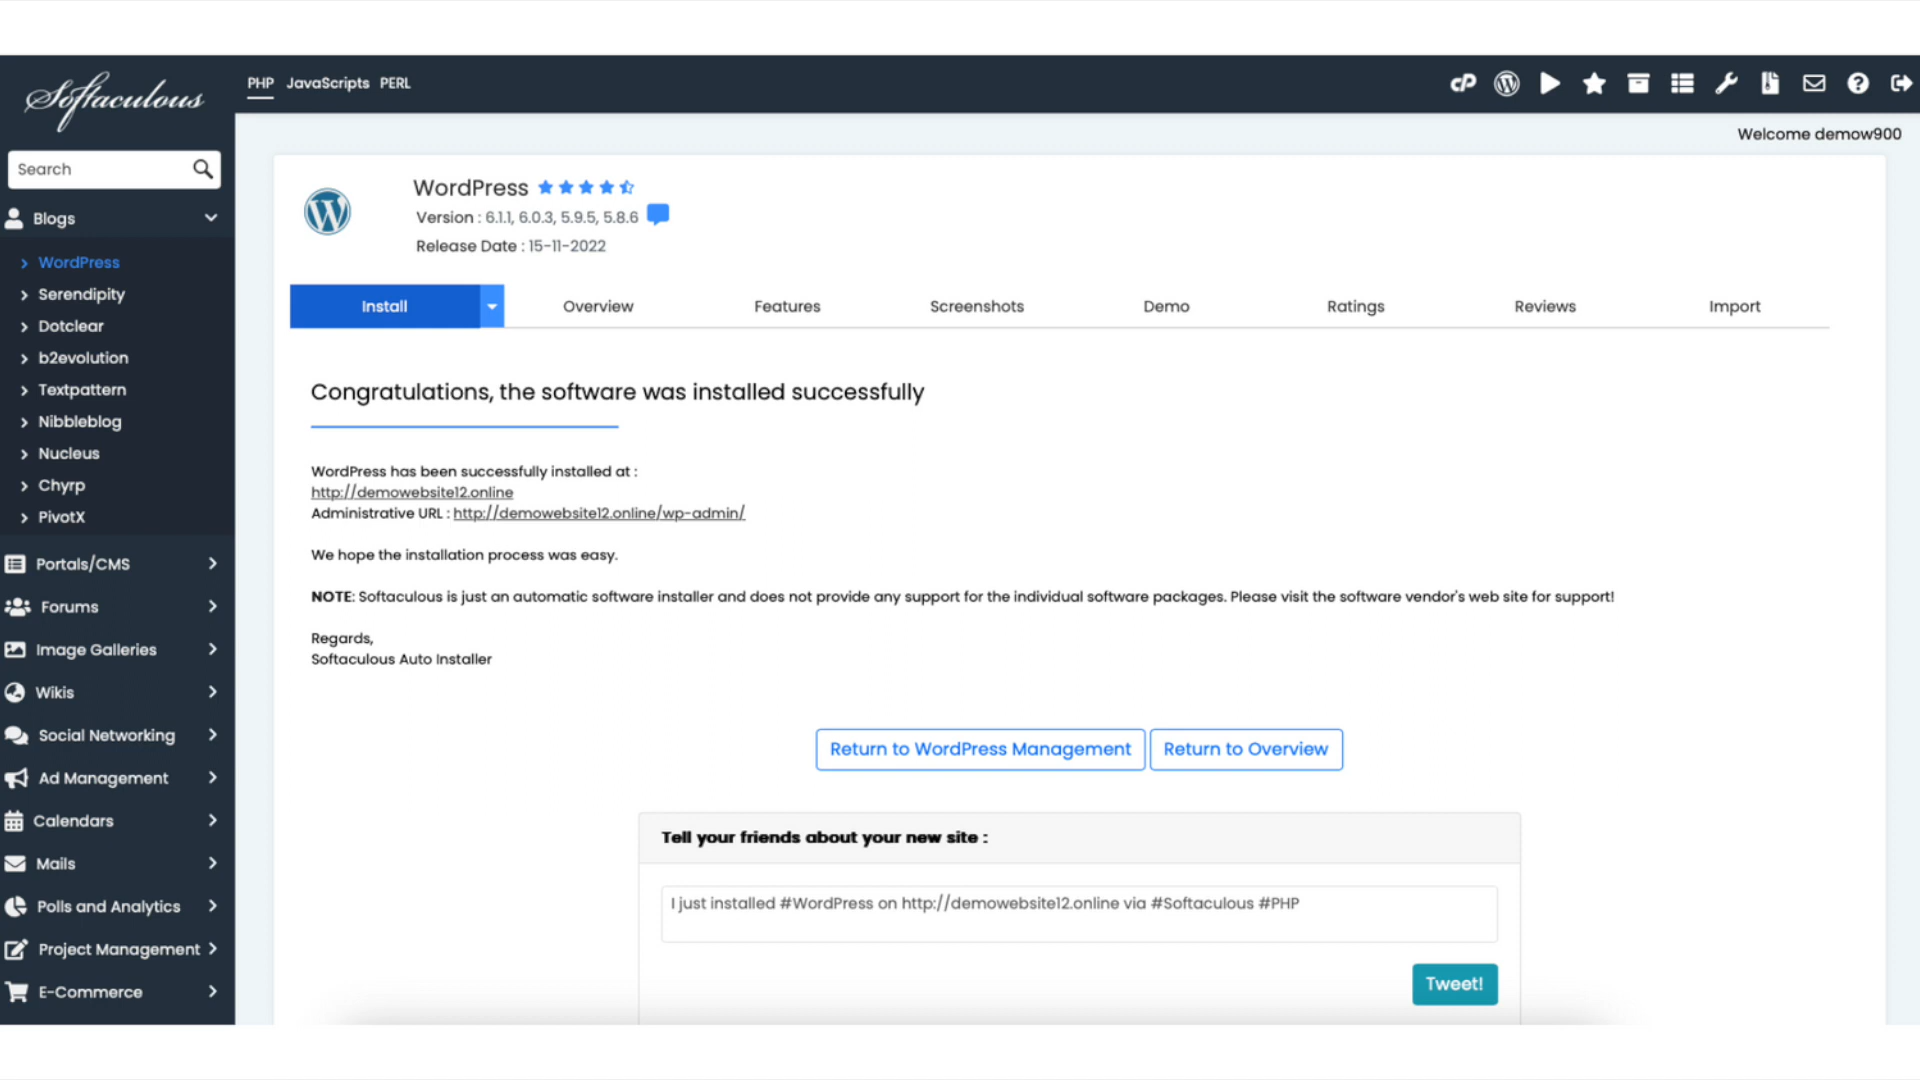 Softaculous
PHP JavaScripts PERL
Welcome demow900
Search
Blogs
WordPress
Serendipity
Dotclear
b2evolution
Textpattern
Nibbleblog
Nucleus
Chyrp
PivotX
Portals/CMS
Forums
Image Galleries
Wikis
Social Networking
Ad Management
Calendars
Mails
Polls and Analytics
Project Management
E-Commerce
WordPress
Version : 6.1.1, 6.0.3, 5.9.5, 5.8.6
Release Date : 15-11-2022
Install Overview Features Screenshots Demo Ratings Reviews Import
Congratulations, the software was installed successfully
WordPress has been successfully installed at :
http://demowebsite12.online
Administrative URL : http://demowebsite12.online/wp-admin/
We hope the installation process was easy.
NOTE: Softaculous is just an automatic software installer and does not provide any support for the individual software packages. Please visit the software vendor's web site for support!
Regards,
Softaculous Auto Installer
Return to WordPress Management Return to Overview
Tell your friends about your new site :
I just installed #WordPress on http://demowebsite12.online via #Softaculous #PHP
Tweet!